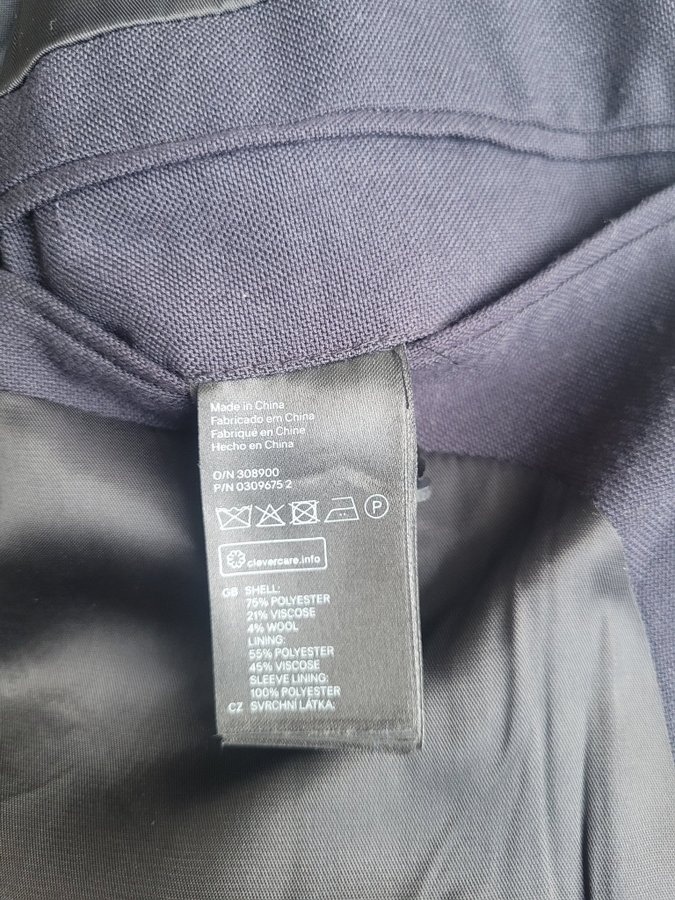 Made in China
Fabricado em China
Fabriqué en Chine
Hecho en China
O/N 308900
P/N 0309675 2
P
clevercare.info
GB SHELL:
75% POLYESTER
21% VISCOSE
4% WOOL
LINING:
55% POLYESTER
45% VISCOSE
SLEEVE LINING:
100% POLYESTER
CZ SVRCHNÍ LÁTKA: